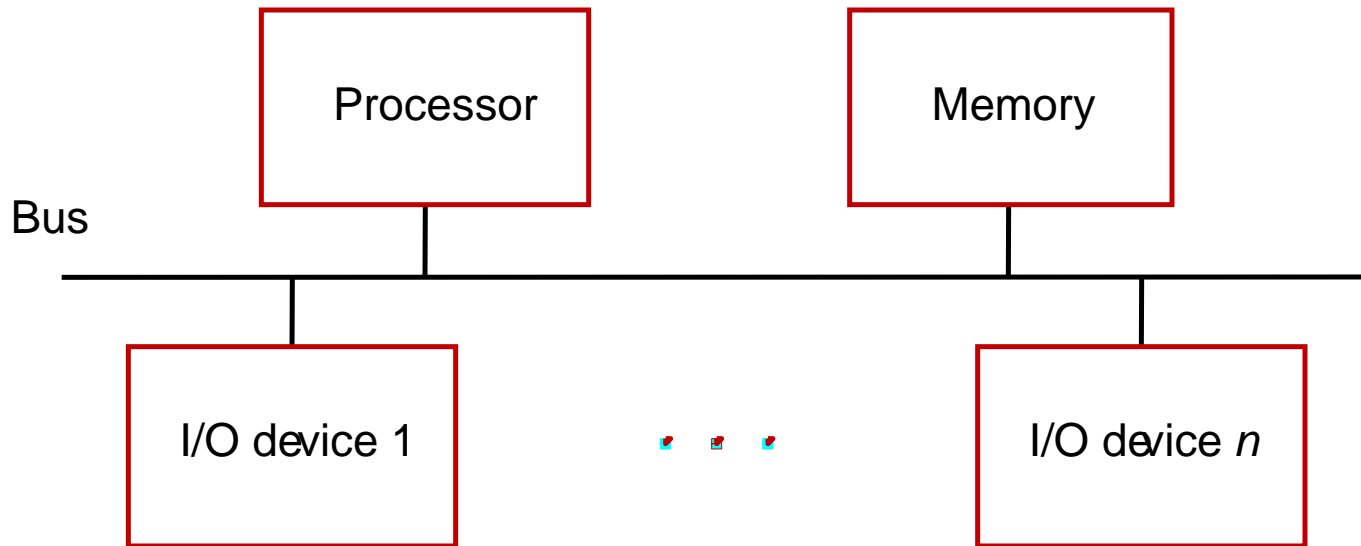 Processor
Memory
Bus
I/O device 1
I/O device n